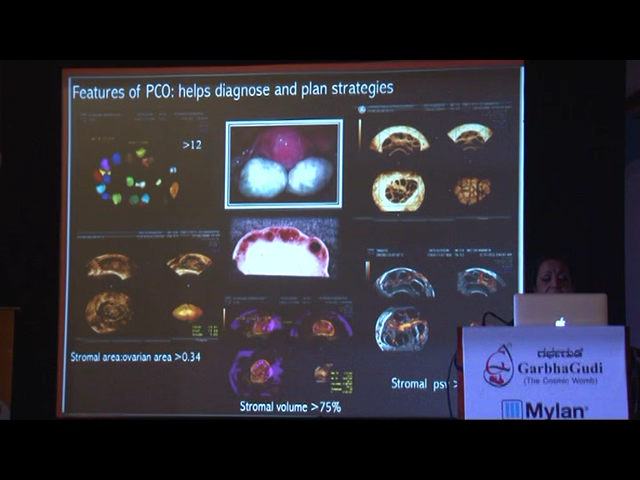 Features of PCO: helps diagnose and plan strategies
>12
Stromal area:ovarian area >0.34
Stromal volume >75%
Stromal psv >
ಗರ್ಭಗುಡಿ
GarbhaGudi
(The Cosmic Womb)
Mylan